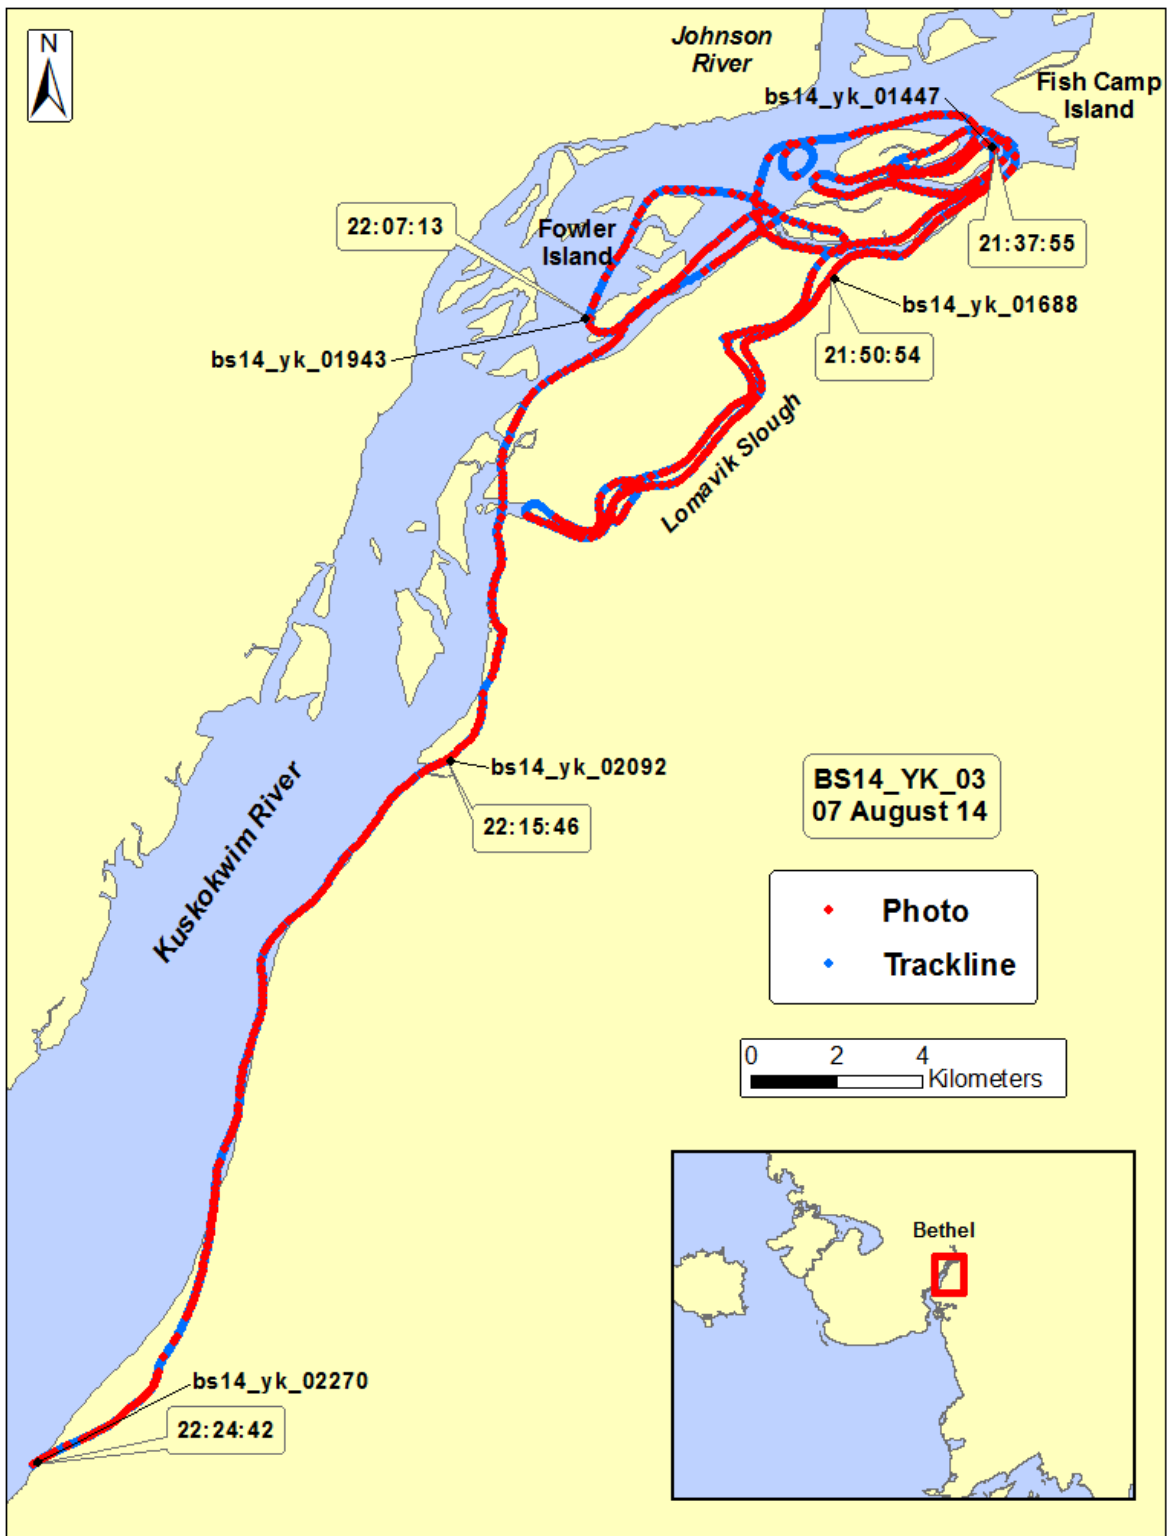 N
Johnson
River
bs14_yk_01447
Fish Camp
Island
22:07:13
Fowler
Island
21:37:55
bs14_yk_01688
bs14_yk_01943
21:50:54
Lomavik Slough
bs14_yk_02092
22:15:46
Kuskokwim River
BS14_YK_03
07 August 14
Photo
Trackline
0 2 4
Kilometers
Bethel
bs14_yk_02270
22:24:42